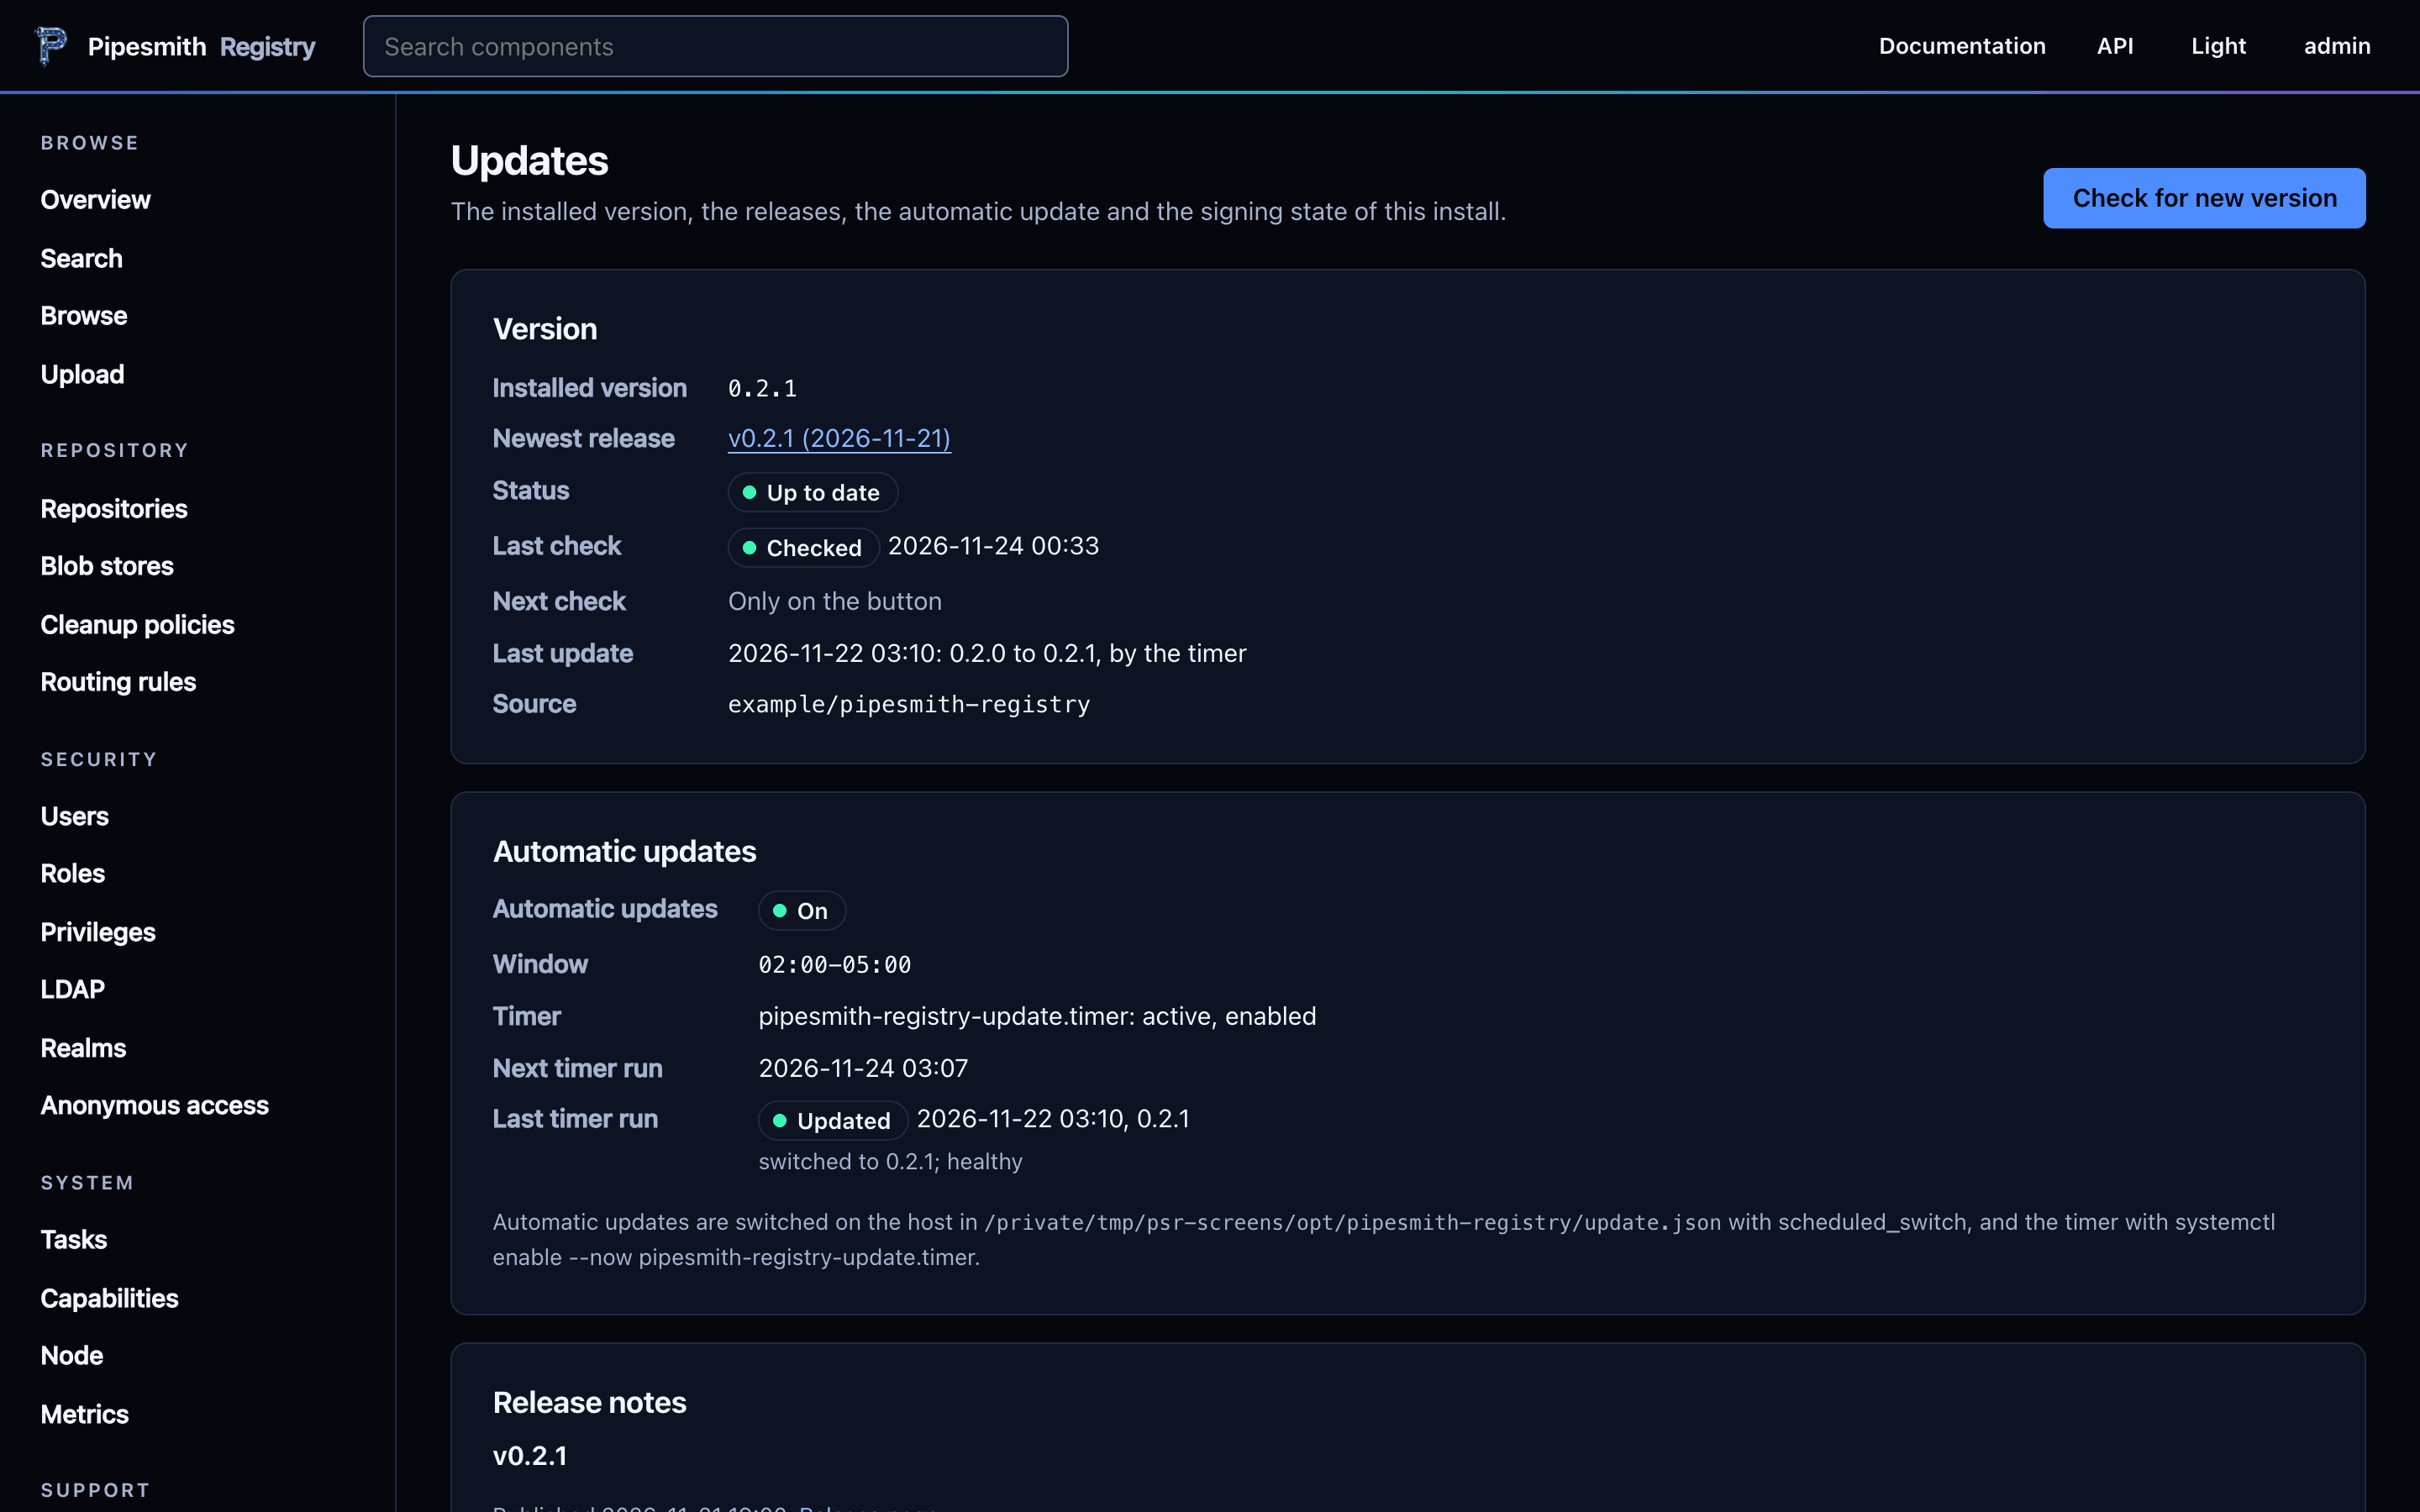 Pipesmith Registry
Search components
Documentation
API
Light
admin
BROWSE
Overview
Search
Browse
Upload
REPOSITORY
Repositories
Blob stores
Cleanup policies
Routing rules
SECURITY
Users
Roles
Privileges
LDAP
Realms
Anonymous access
SYSTEM
Tasks
Capabilities
Node
Metrics
SUPPORT
Updates
The installed version, the releases, the automatic update and the signing state of this install.
Check for new version
Version
Installed version 0.2.1
Newest release v0.2.1 (2026-11-21)
Status Up to date
Last check Checked 2026-11-24 00:33
Next check Only on the button
Last update 2026-11-22 03:10: 0.2.0 to 0.2.1, by the timer
Source example/pipesmith-registry
Automatic updates
Automatic updates On
Window 02:00-05:00
Timer pipesmith-registry-update.timer: active, enabled
Next timer run 2026-11-24 03:07
Last timer run Updated 2026-11-22 03:10, 0.2.1
switched to 0.2.1; healthy
Automatic updates are switched on the host in /private/tmp/psr-screens/opt/pipesmith-registry/update.json with scheduled_switch, and the timer with systemctl
enable --now pipesmith-registry-update.timer.
Release notes
v0.2.1